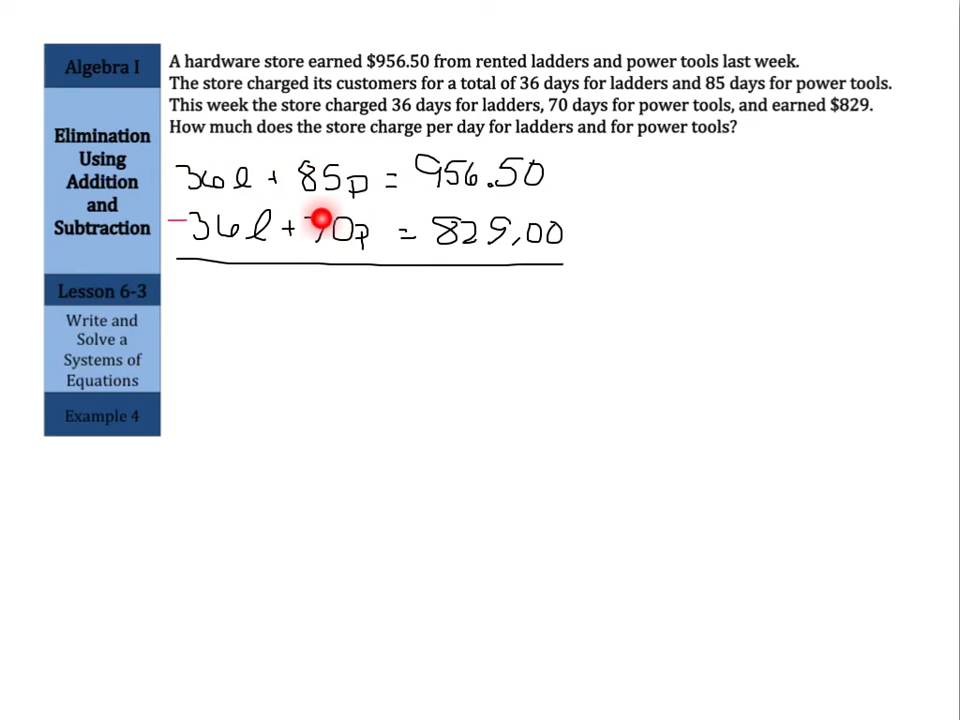 Algebra I
Elimination
Using
Addition
and
Subtraction
Lesson 6-3
Write and
Solve a
Systems of
Equations
Example 4
A hardware store earned $956.50 from rented ladders and power tools last week.
The store charged its customers for a total of 36 days for ladders and 85 days for power tools.
This week the store charged 36 days for ladders, 70 days for power tools, and earned $829.
How much does the store charge per day for ladders and for power tools?
36l + 85p = 956.50
-36l + 70p = 829.00